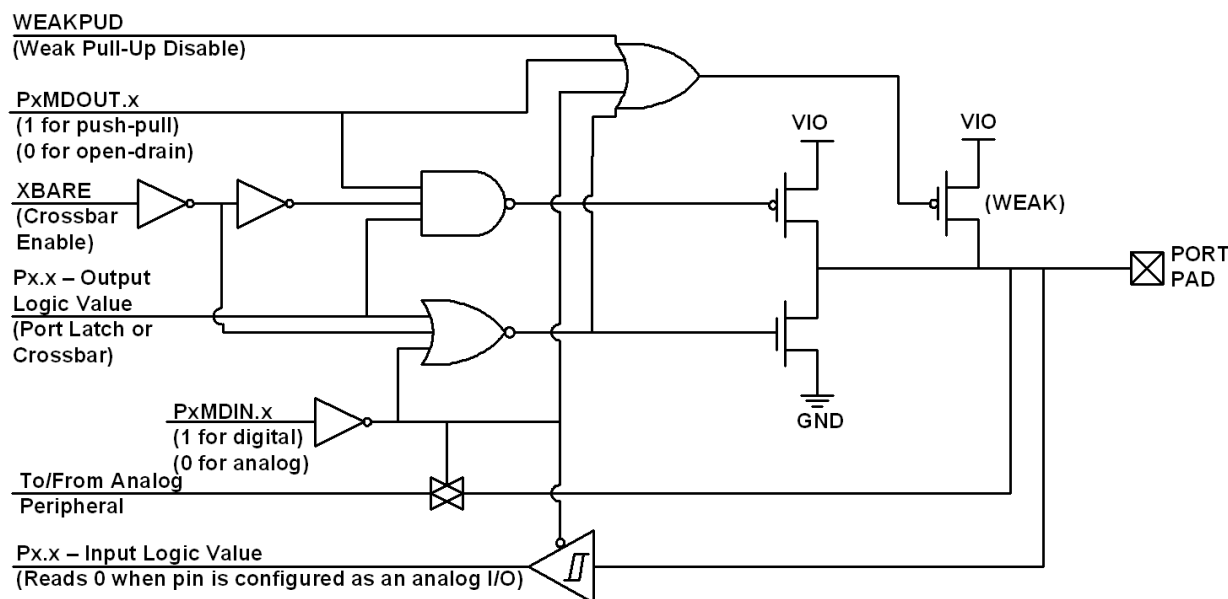 WEAKPUD
(Weak Pull-Up Disable)
PxMDOUT.x
(1 for push-pull)
(0 for open-drain)
XBARE
(Crossbar
Enable)
Px.x – Output
Logic Value
(Port Latch or
Crossbar)
PxMDIN.x
(1 for digital)
(0 for analog)
To/From Analog
Peripheral
Px.x – Input Logic Value
(Reads 0 when pin is configured as an analog I/O)
VIO
VIO
(WEAK)
PORT
PAD
GND